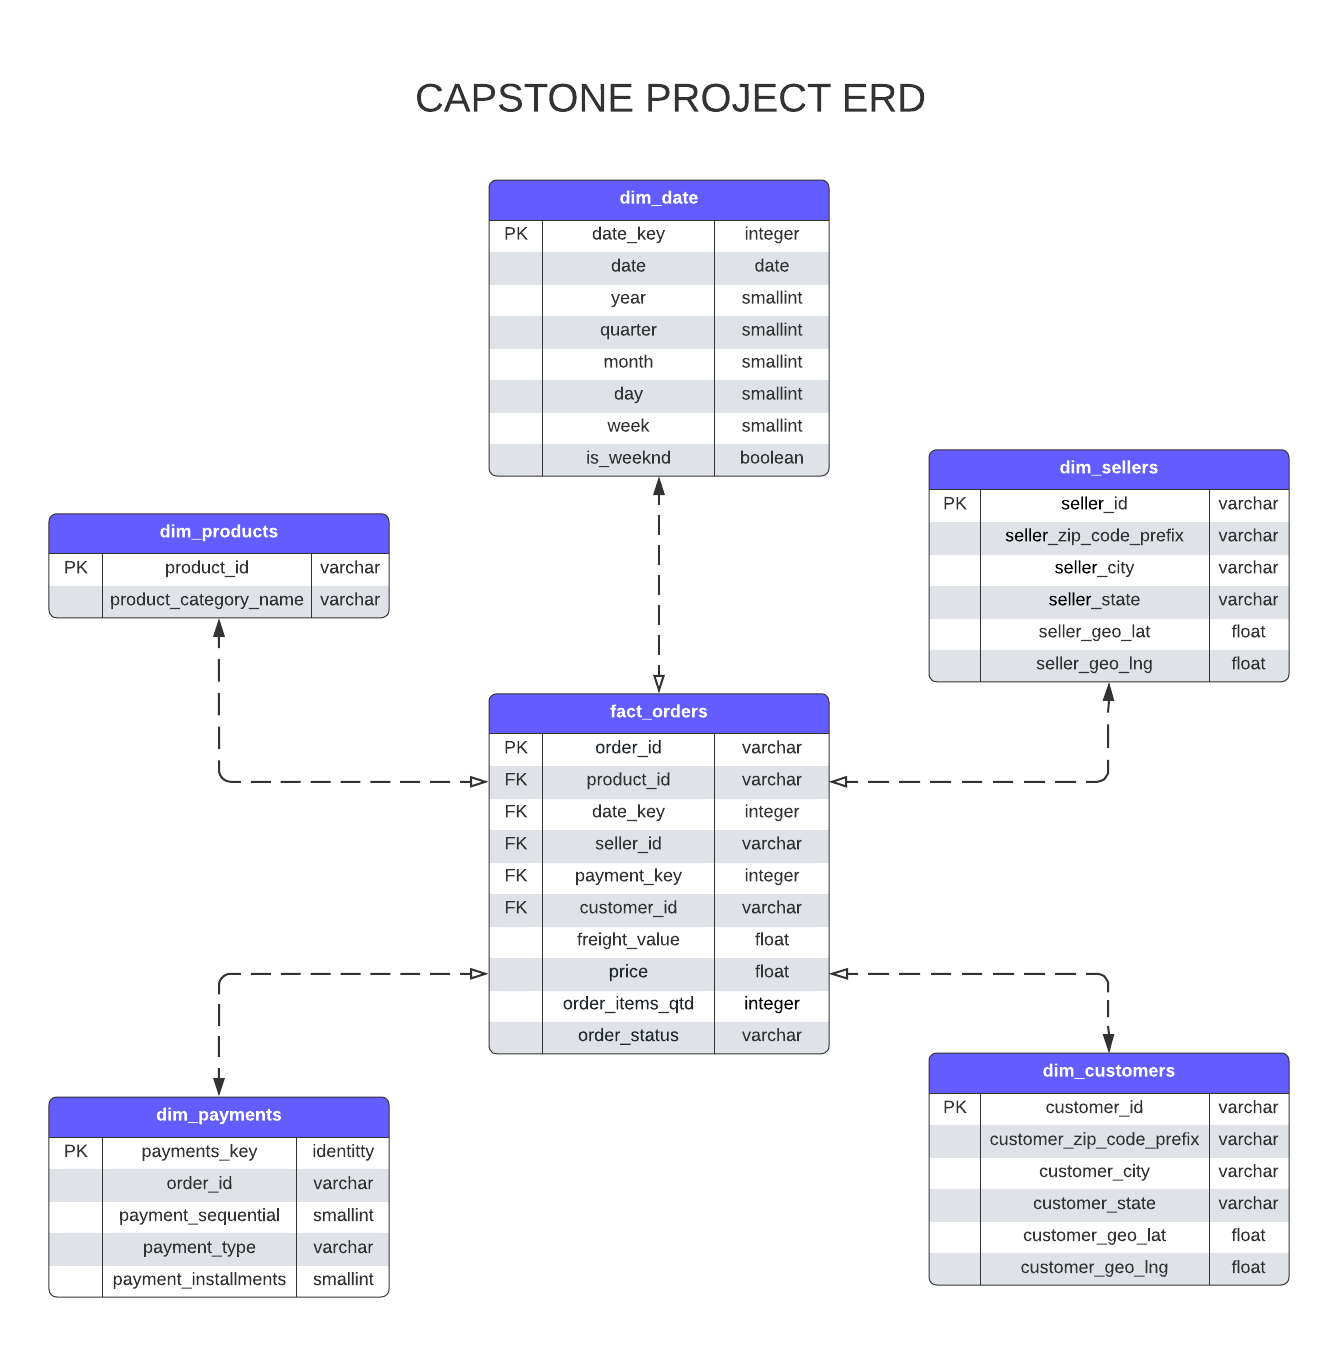 CAPSTONE PROJECT ERD
dim_date
PK date_key integer
date date
year smallint
quarter smallint
month smallint
day smallint
week smallint
is_weeknd boolean
dim_products
PK product_id varchar
product_category_name varchar
dim_sellers
PK seller_id varchar
seller_zip_code_prefix varchar
seller_city varchar
seller_state varchar
seller_geo_lat float
seller_geo_lng float
fact_orders
PK order_id varchar
FK product_id varchar
FK date_key integer
FK seller_id varchar
FK payment_key integer
FK customer_id varchar
freight_value float
price float
order_items_qtd integer
order_status varchar
dim_payments
PK payments_key identitty
order_id varchar
payment_sequential smallint
payment_type varchar
payment_installments smallint
dim_customers
PK customer_id varchar
customer_zip_code_prefix varchar
customer_city varchar
customer_state varchar
customer_geo_lat float
customer_geo_lng float